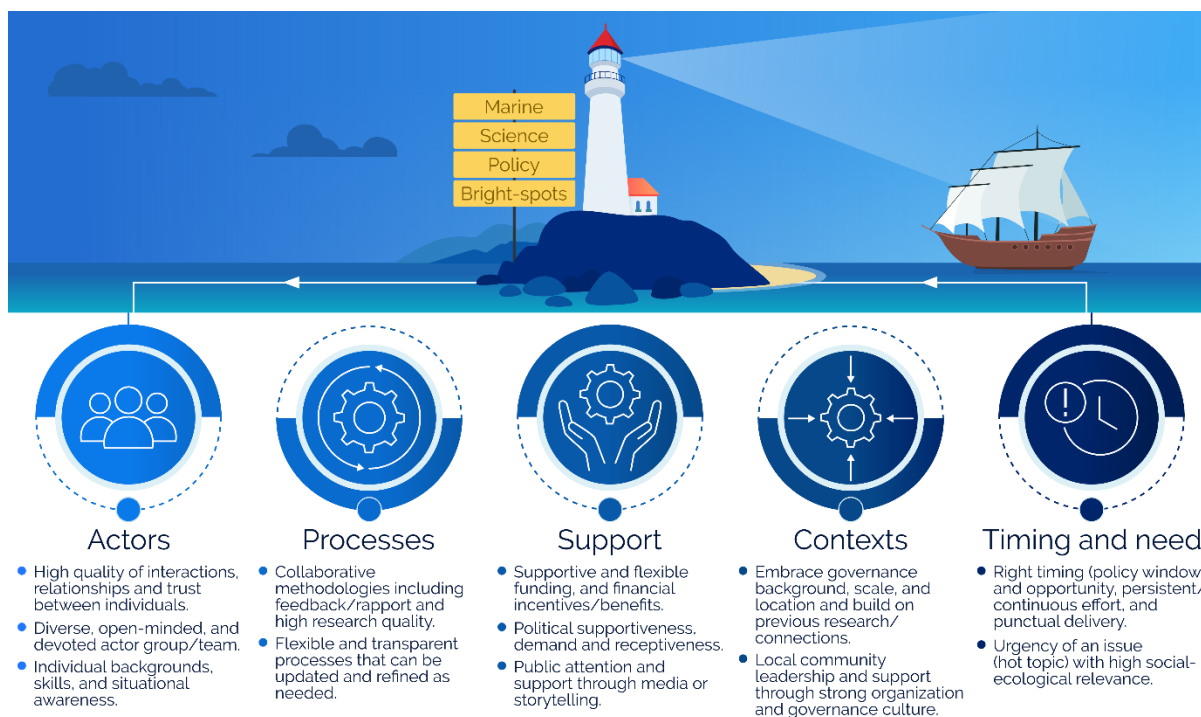 Marine
Science
Policy
Bright-spots
Actors
High quality of interactions,
relationships and trust
between individuals.
Diverse, open-minded, and
devoted actor group/team.
Individual backgrounds,
skills, and situational
awareness.
Processes
Collaborative
methodologies including
feedback/rapport and
high research quality.
Flexible and transparent
processes that can be
updated and refined as
needed.
Support
Supportive and flexible
funding, and financial
incentives/benefits.
Political supportiveness,
demand and receptiveness.
Public attention and
support through media or
storytelling.
Contexts
Embrace governance
background, scale, and
location and build on
previous research/
connections.
Local community
leadership and support
through strong organization
and governance culture.
Timing and need
Right timing (policy window
and opportunity, persistent/
continuous effort, and
punctual delivery.
Urgency of an issue
(hot topic) with high social-
ecological relevance.